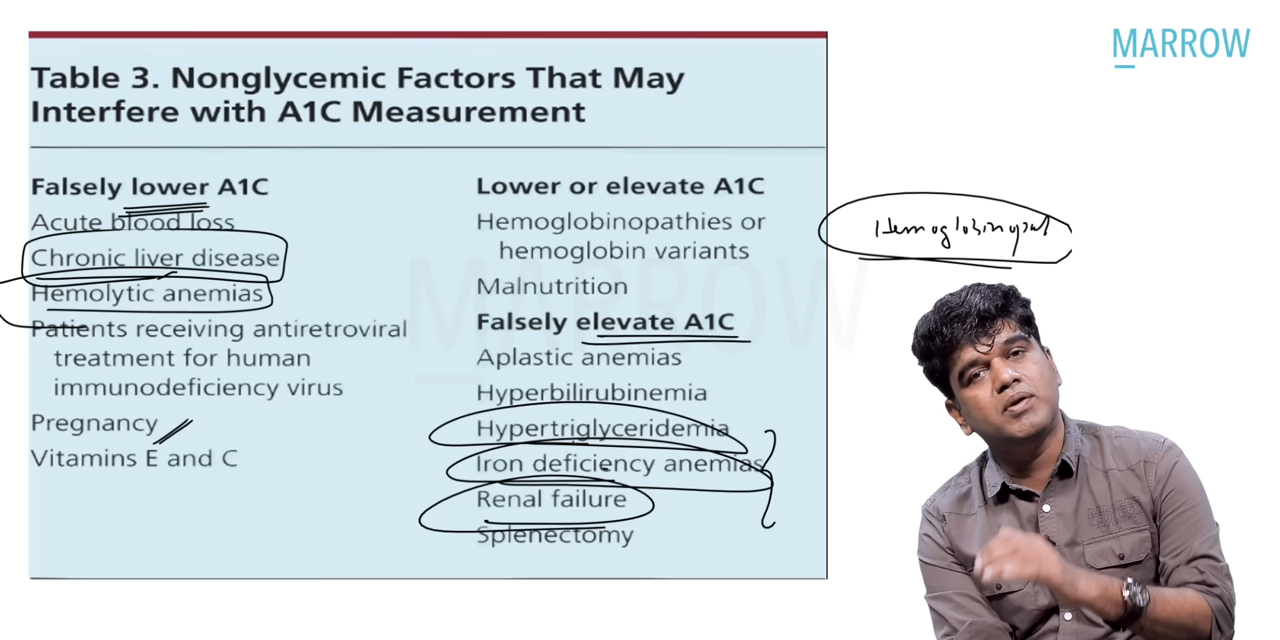 MARROW
Table 3. Nonglycemic Factors That May
Interfere with A1C Measurement
Falsely lower A1C
Acute blood loss
Chronic liver disease
Hemolytic anemias
Patients receiving antiretroviral
treatment for human
immunodeficiency virus
Pregnancy
Vitamins E and C
Lower or elevate A1C
Hemoglobinopathies or
hemoglobin variants
Malnutrition
Falsely elevate A1C
Aplastic anemias
Hyperbilirubinemia
Hypertriglyceridemia
Iron deficiency anemias
Renal failure
Splenectomy
Hemoglobinopat
MARROW